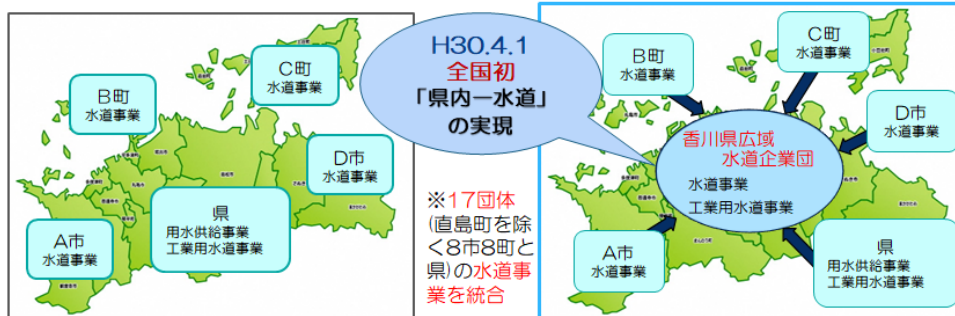 C町
水道事業
B町
水道事業
D市
水道事業
県
用水供給事業
工業用水道事業
A市
水道事業
H30.4.1
全国初
「県内一水道」
の実現
※17団体
(直島町を除
く8市8町と
県)の水道事
業を統合
C町
水道事業
B町
水道事業
D市
水道事業
香川県広域
水道企業団
水道事業
工業用水道事業
A市
水道事業
県
用水供給事業
工業用水道事業